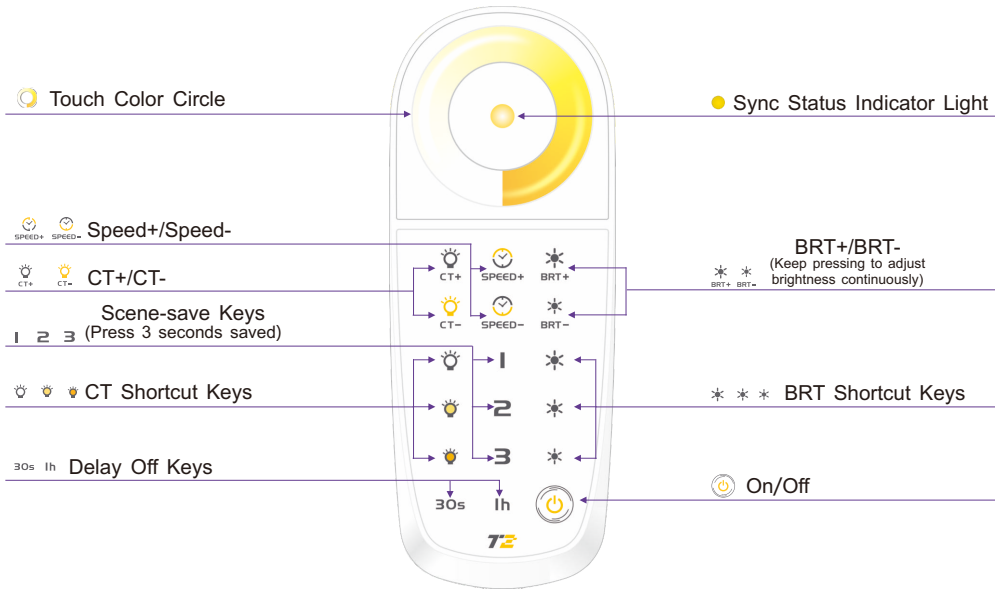 Touch Color Circle
Sync Status Indicator Light
SPEED+ SPEED- Speed+/Speed-
CT+ CT- CT+/CT-
Scene-save Keys
1 2 3 (Press 3 seconds saved)
CT Shortcut Keys
30s 1h Delay Off Keys
BRT+/BRT-
(Keep pressing to adjust
BRT+ BRT- brightness continuously)
BRT Shortcut Keys
On/Off
CT+ SPEED+ BRT+
CT- SPEED- BRT-
1
2
3
30s 1h
T2